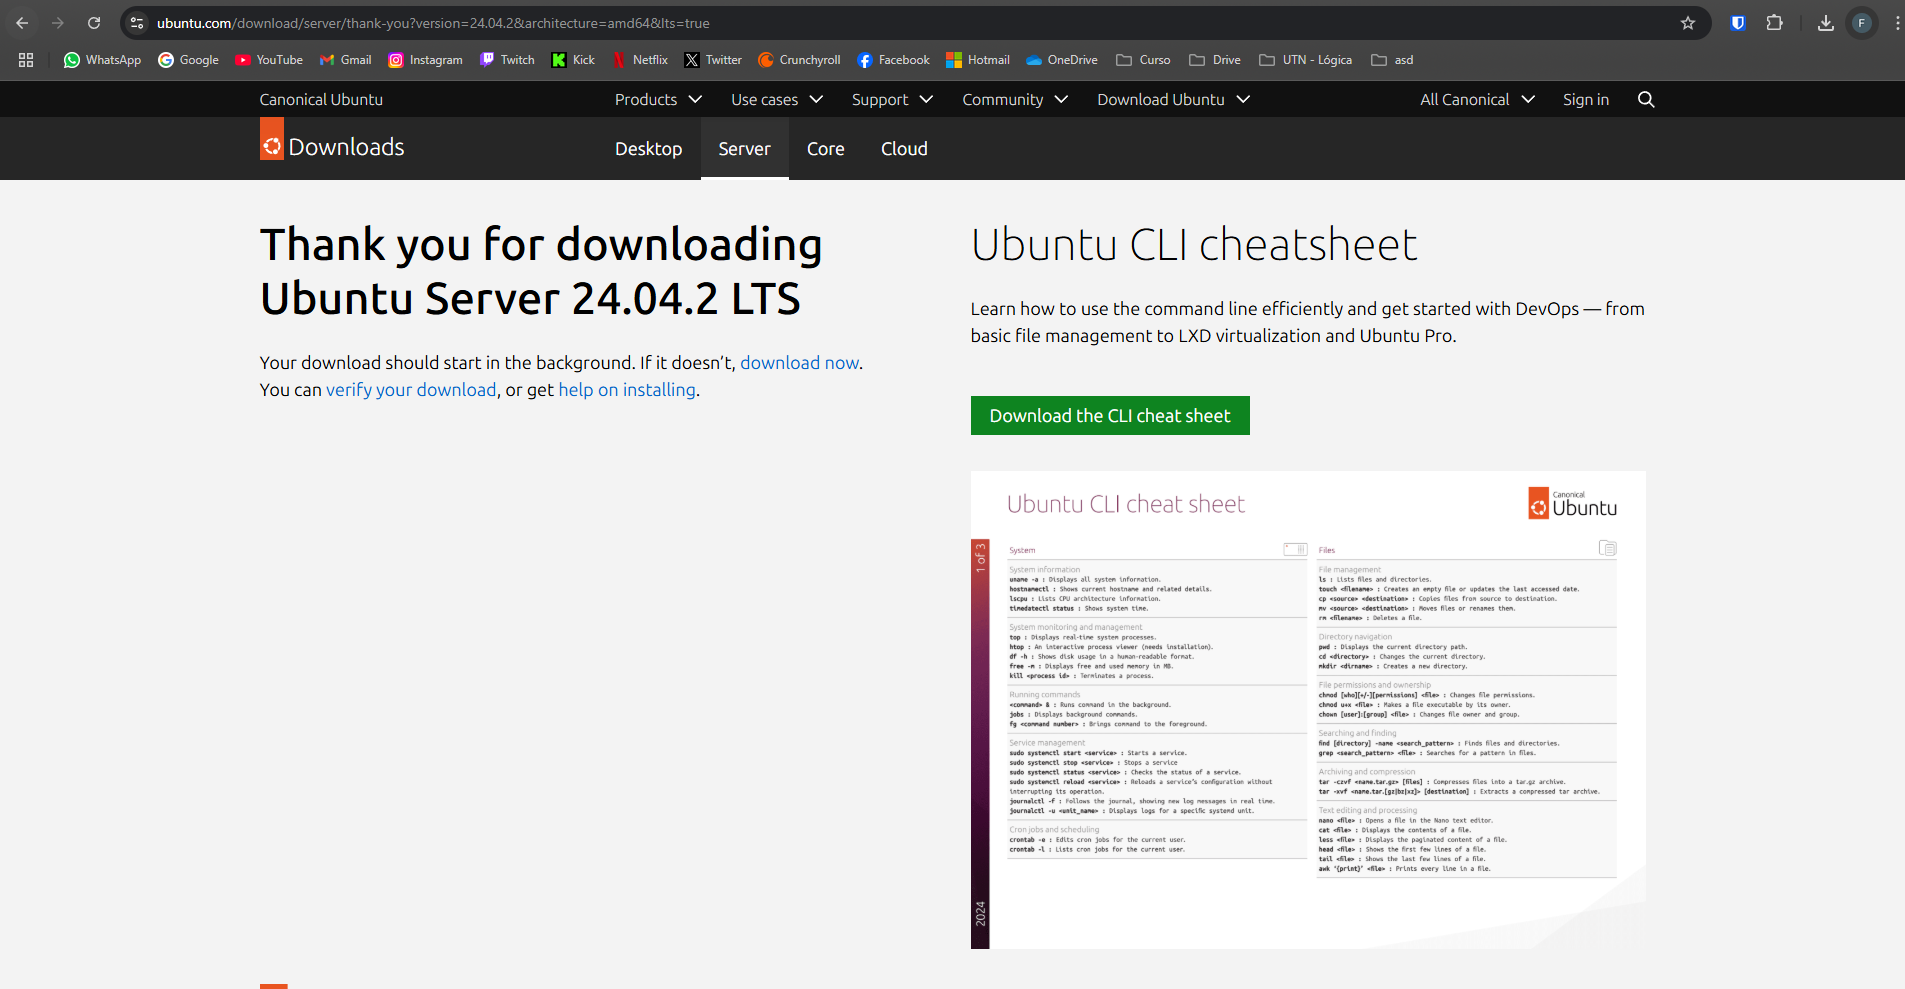 ubuntu.com/download/server/thank-you?version=24.04.2&architecture=amd64&lts=true
F
WhatsApp Google YouTube Gmail Instagram Twitch Kick Netflix Twitter Crunchyroll Facebook Hotmail OneDrive Curso Drive UTN - Lógica asd
Canonical Ubuntu Products Use cases Support Community Download Ubuntu All Canonical Sign in
Downloads Desktop Server Core Cloud
Thank you for downloading
Ubuntu Server 24.04.2 LTS
Your download should start in the background. If it doesn’t, download now.
You can verify your download, or get help on installing.
Ubuntu CLI cheatsheet
Learn how to use the command line efficiently and get started with DevOps — from
basic file management to LXD virtualization and Ubuntu Pro.
Download the CLI cheat sheet
Ubuntu CLI cheat sheet
Canonical
Ubuntu
1 of 3
2024
System
System information
uname -a : Displays all system information.
hostnamectl : Shows current hostname and related details.
lscpu : Lists CPU architecture information.
timedatectl status : Shows system time.
System monitoring and management
top : Displays real-time system processes.
htop : An interactive process viewer (needs installation).
df -h : Shows disk usage in a human-readable format.
free -m : Displays free and used memory in MB.
kill <process id> : Terminates a process.
Running commands
<command> & : Runs command in the background.
jobs : Displays background commands.
fg <command number> : Brings command to the foreground.
Service management
sudo systemctl start <service> : Starts a service.
sudo systemctl stop <service> : Stops a service
sudo systemctl status <service> : Checks the status of a service.
sudo systemctl reload <service> : Reloads a service’s configuration without
interrupting its operation.
journalctl -f : Follows the journal, showing new log messages in real time.
journalctl -u <unit_name> : Displays logs for a specific systemd unit.
Cron jobs and scheduling
crontab -e : Edits cron jobs for the current user.
crontab -l : Lists cron jobs for the current user.
Files
File management
ls : Lists files and directories.
touch <filename> : Creates an empty file or updates the last accessed date.
cp <source> <destination> : Copies files from source to destination.
mv <source> <destination> : Moves files or renames them.
rm <filename> : Deletes a file.
Directory navigation
pwd : Displays the current directory path.
cd <directory> : Changes the current directory.
mkdir <dirname> : Creates a new directory.
File permissions and ownership
chmod [who][+/-][permissions] <file> : Changes file permissions.
chmod u+x <file> : Makes a file executable by its owner.
chown [user]:[group] <file> : Changes file owner and group.
Searching and finding
find [directory] -name <search_pattern> : Finds files and directories.
grep <search_pattern> <file> : Searches for a pattern in files.
Archiving and compression
tar -czvf <name.tar.gz> [files] : Compresses files into a tar.gz archive.
tar -xvf <name.tar.[gz|bz|xz]> [destination] : Extracts a compressed tar archive.
Text editing and processing
nano <file> : Opens a file in the Nano text editor.
cat <file> : Displays the contents of a file.
less <file> : Displays the paginated content of a file.
head <file> : Shows the first few lines of a file.
tail <file> : Shows the last few lines of a file.
awk ‘{print}’ <file> : Prints every line in a file.